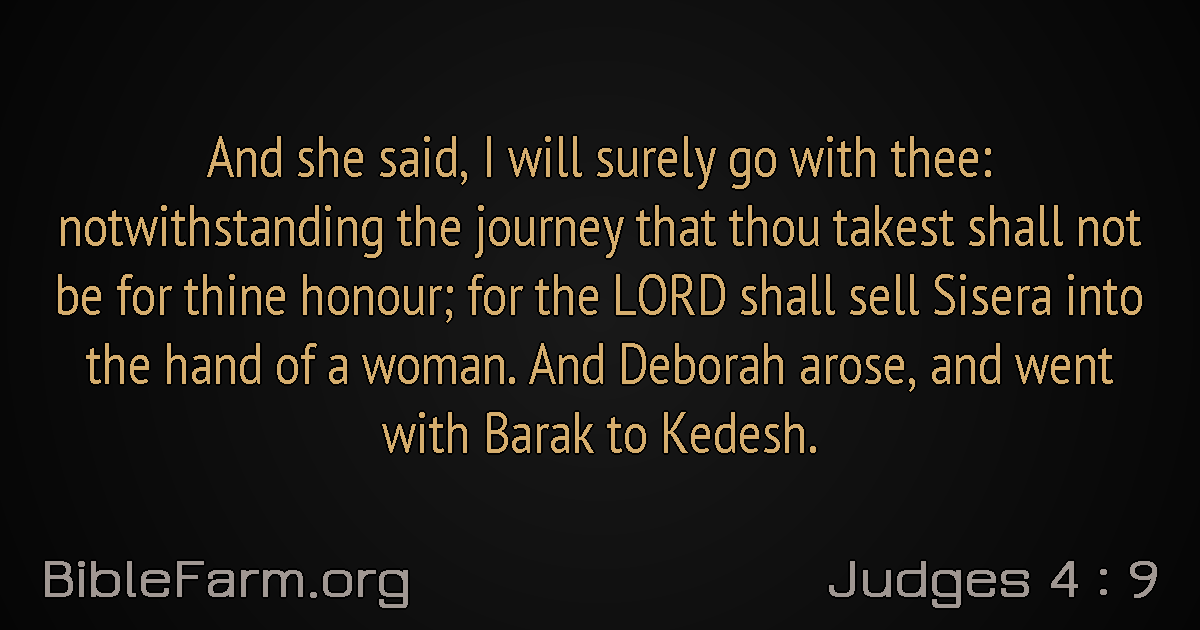 And she said, I will surely go with thee:
notwithstanding the journey that thou takest shall not
be for thine honour; for the LORD shall sell Sisera into
the hand of a woman. And Deborah arose, and went
with Barak to Kedesh.
BibleFarm.org
Judges 4 : 9